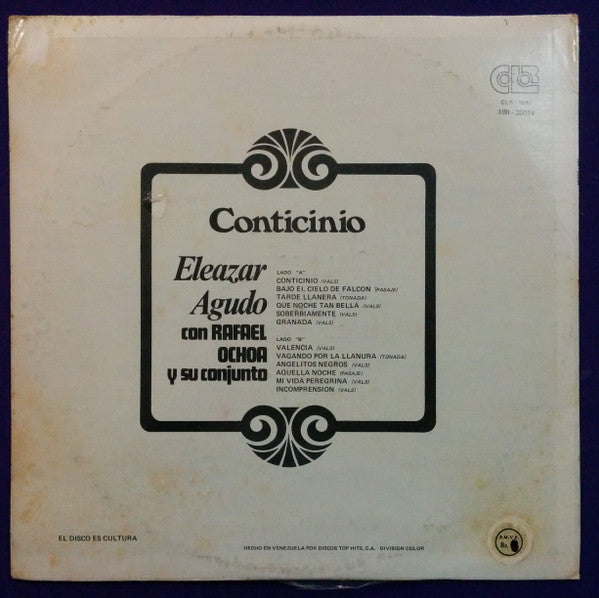 COLOR
CLR
100 - 20054
Conticinio
Eleazar
Agudo
con RAFAEL
OCHOA
y su conjunto
LADO "A"
CONTICINIO (VALS)
BAJO EL CIELO DE FALCON (PASAJE)
TARDE LLANERA (TONADA)
QUE NOCHE TAN BELLA (VALS)
SOBERBIAMENTE (VALS)
GRANADA (VALS)
LADO "B"
VALENCIA (VALS)
VAGANDO POR LA LLANURA (TONADA)
ANGELITOS NEGROS (VALS)
AQUELLA NOCHE (PASAJE)
MI VIDA PEREGRINA (VALS)
INCOMPRENSION (VALS)
EL DISCO ES CULTURA
HECHO EN VENEZUELA POR DISCOS TOP HITS, C.A. DIVISION COLOR
P.M.V.P.
Bs.